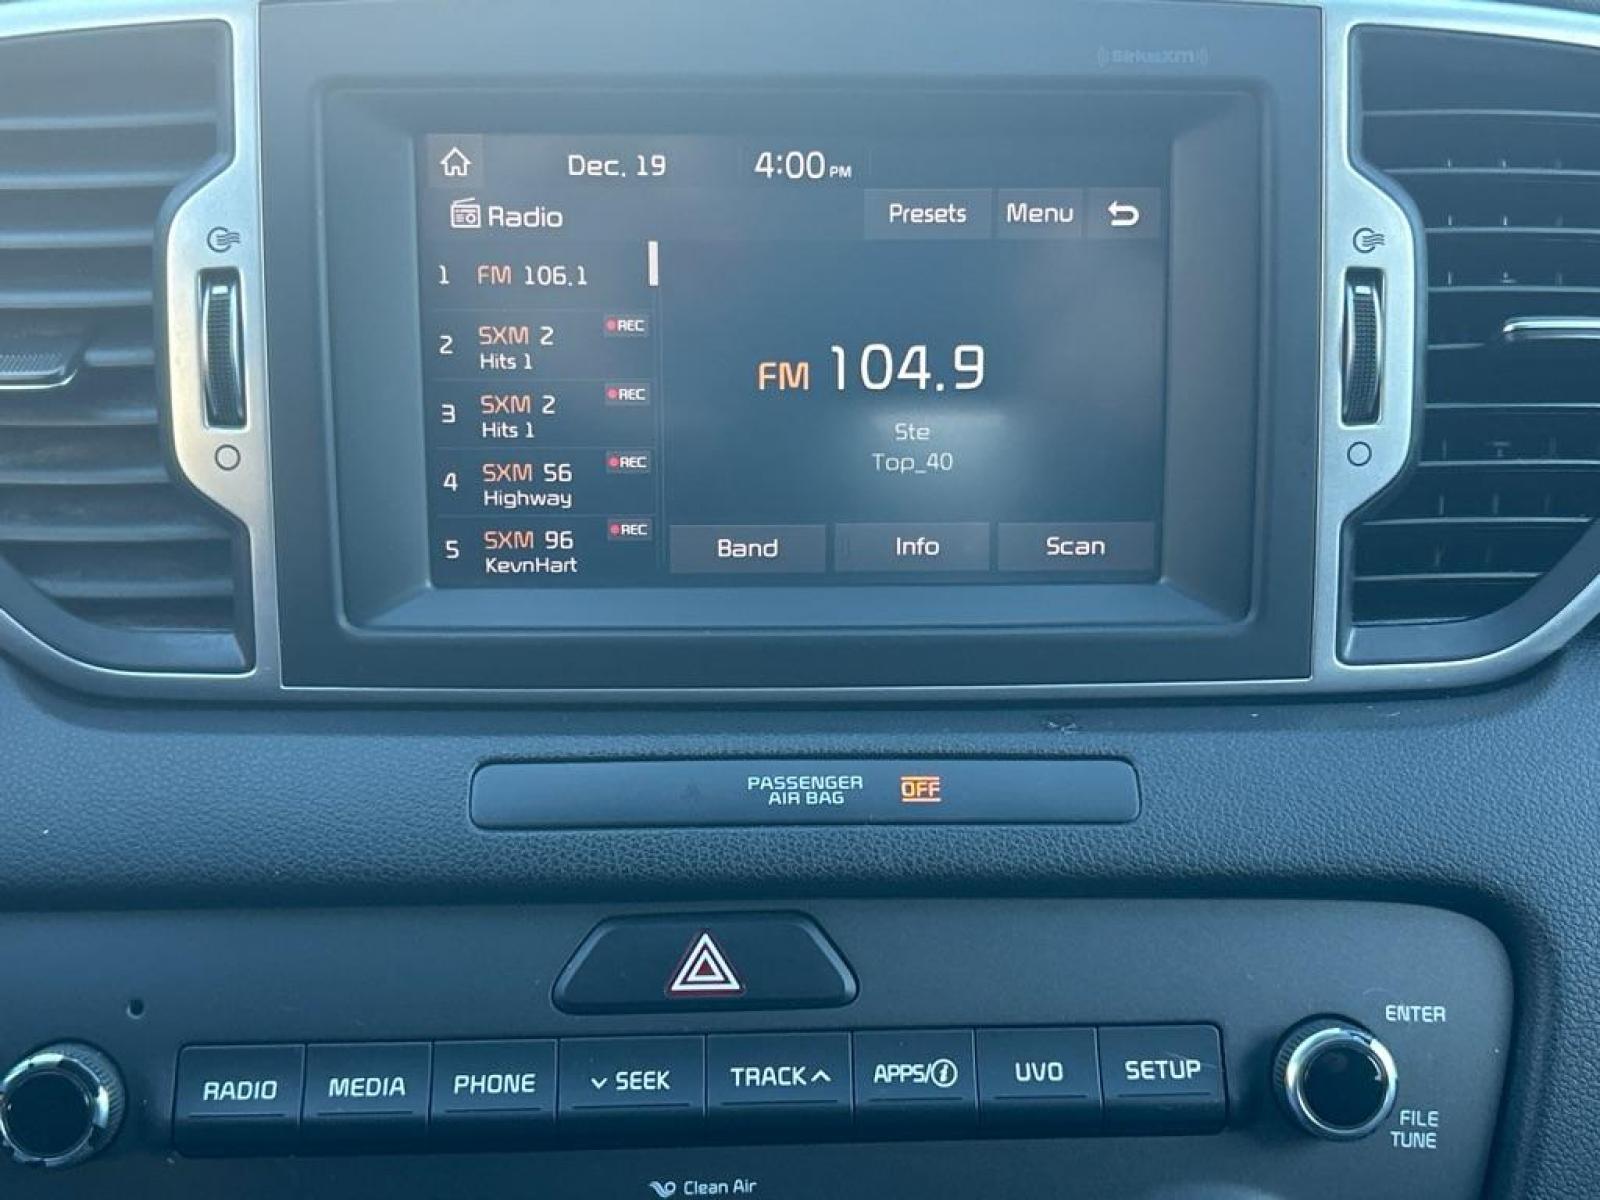 SiriusXM
Dec. 19 4:00 PM
Radio Presets Menu
1 FM 106.1
2 SXM 2 REC
Hits 1
3 SXM 2 REC
Hits 1
4 SXM 56 REC
Highway
5 SXM 96 REC
KevnHart
FM 104.9
Ste
Top_40
Band Info Scan
PASSENGER
AIR BAG OFF
RADIO MEDIA PHONE SEEK TRACK APPS/i UVO SETUP
ENTER
FILE
TUNE
Clean Air